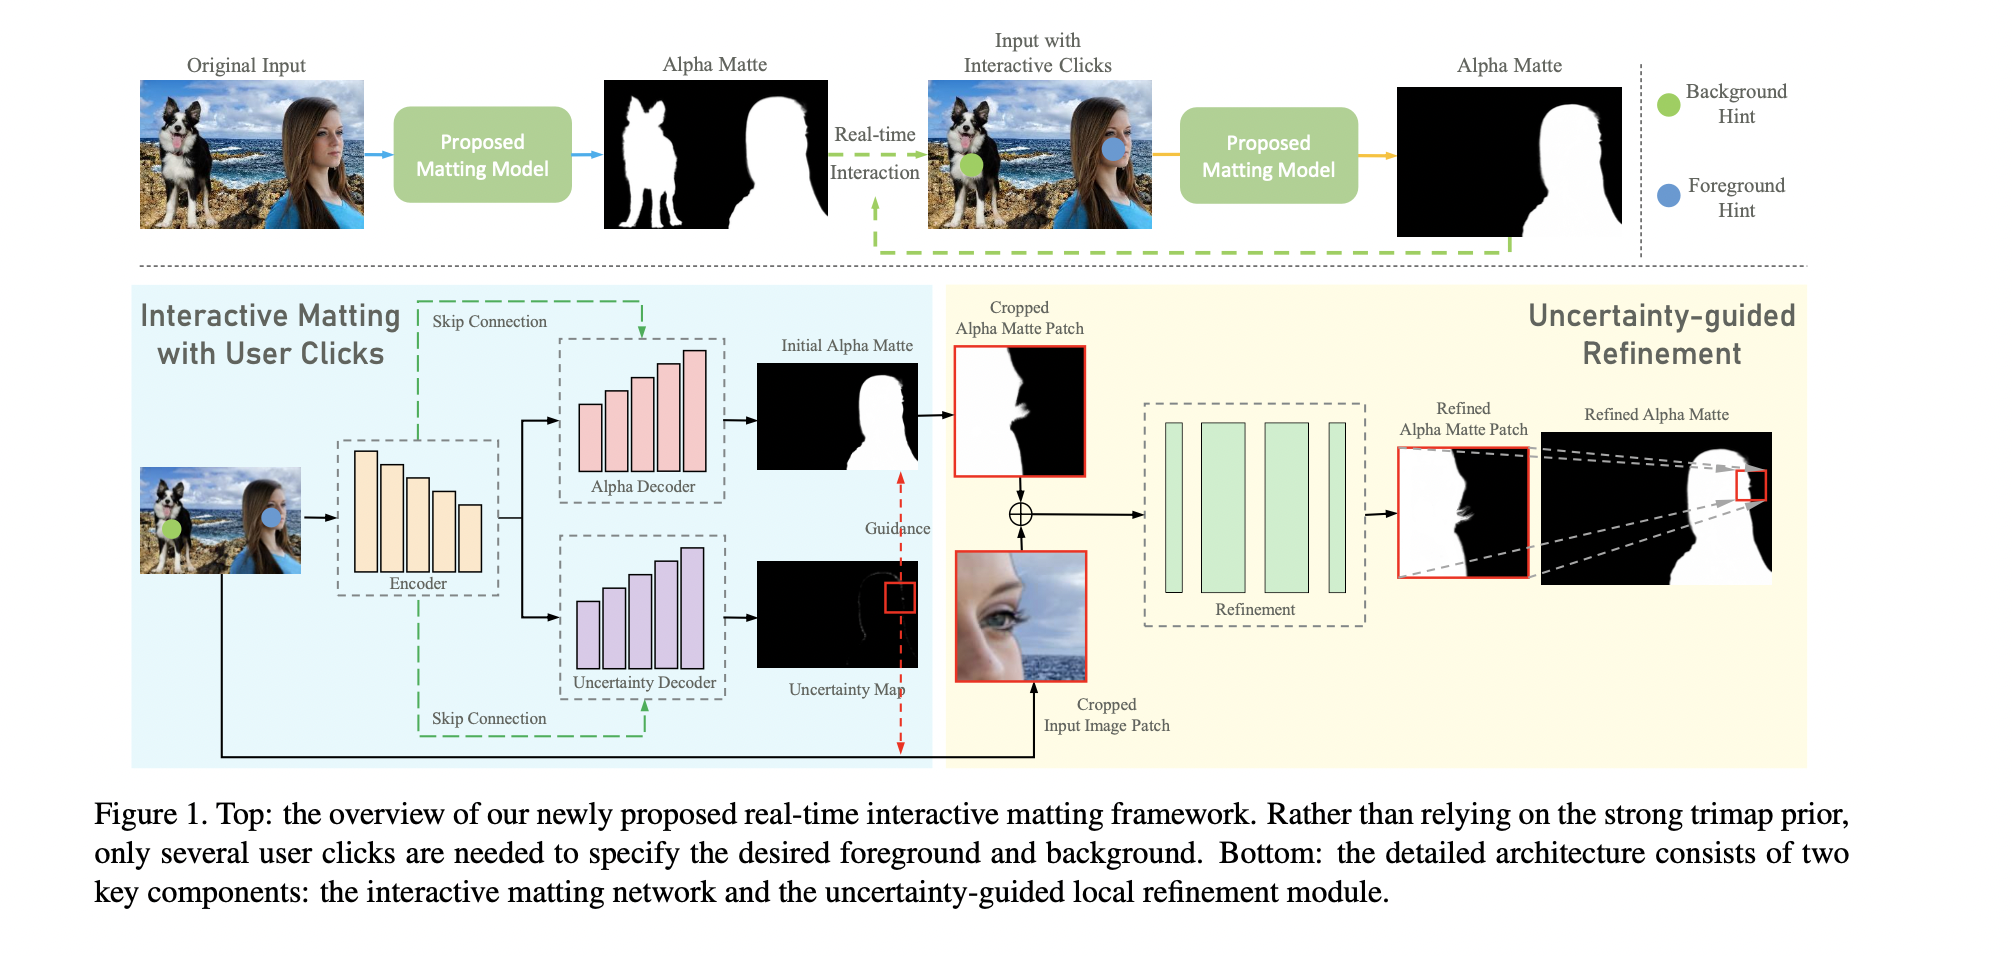 Original Input
Alpha Matte
Input with
Interactive Clicks
Alpha Matte
Proposed
Matting Model
Real-time
Interaction
Proposed
Matting Model
Background
Hint
Foreground
Hint
Interactive Matting
with User Clicks
Skip Connection
Encoder
Alpha Decoder
Initial Alpha Matte
Guidance
Uncertainty Decoder
Uncertainty Map
Skip Connection
Uncertainty-guided
Refinement
Cropped
Alpha Matte Patch
Cropped
Input Image Patch
Refinement
Refined
Alpha Matte Patch
Refined Alpha Matte
Figure 1. Top: the overview of our newly proposed real-time interactive matting framework. Rather than relying on the strong trimap prior,
only several user clicks are needed to specify the desired foreground and background. Bottom: the detailed architecture consists of two
key components: the interactive matting network and the uncertainty-guided local refinement module.